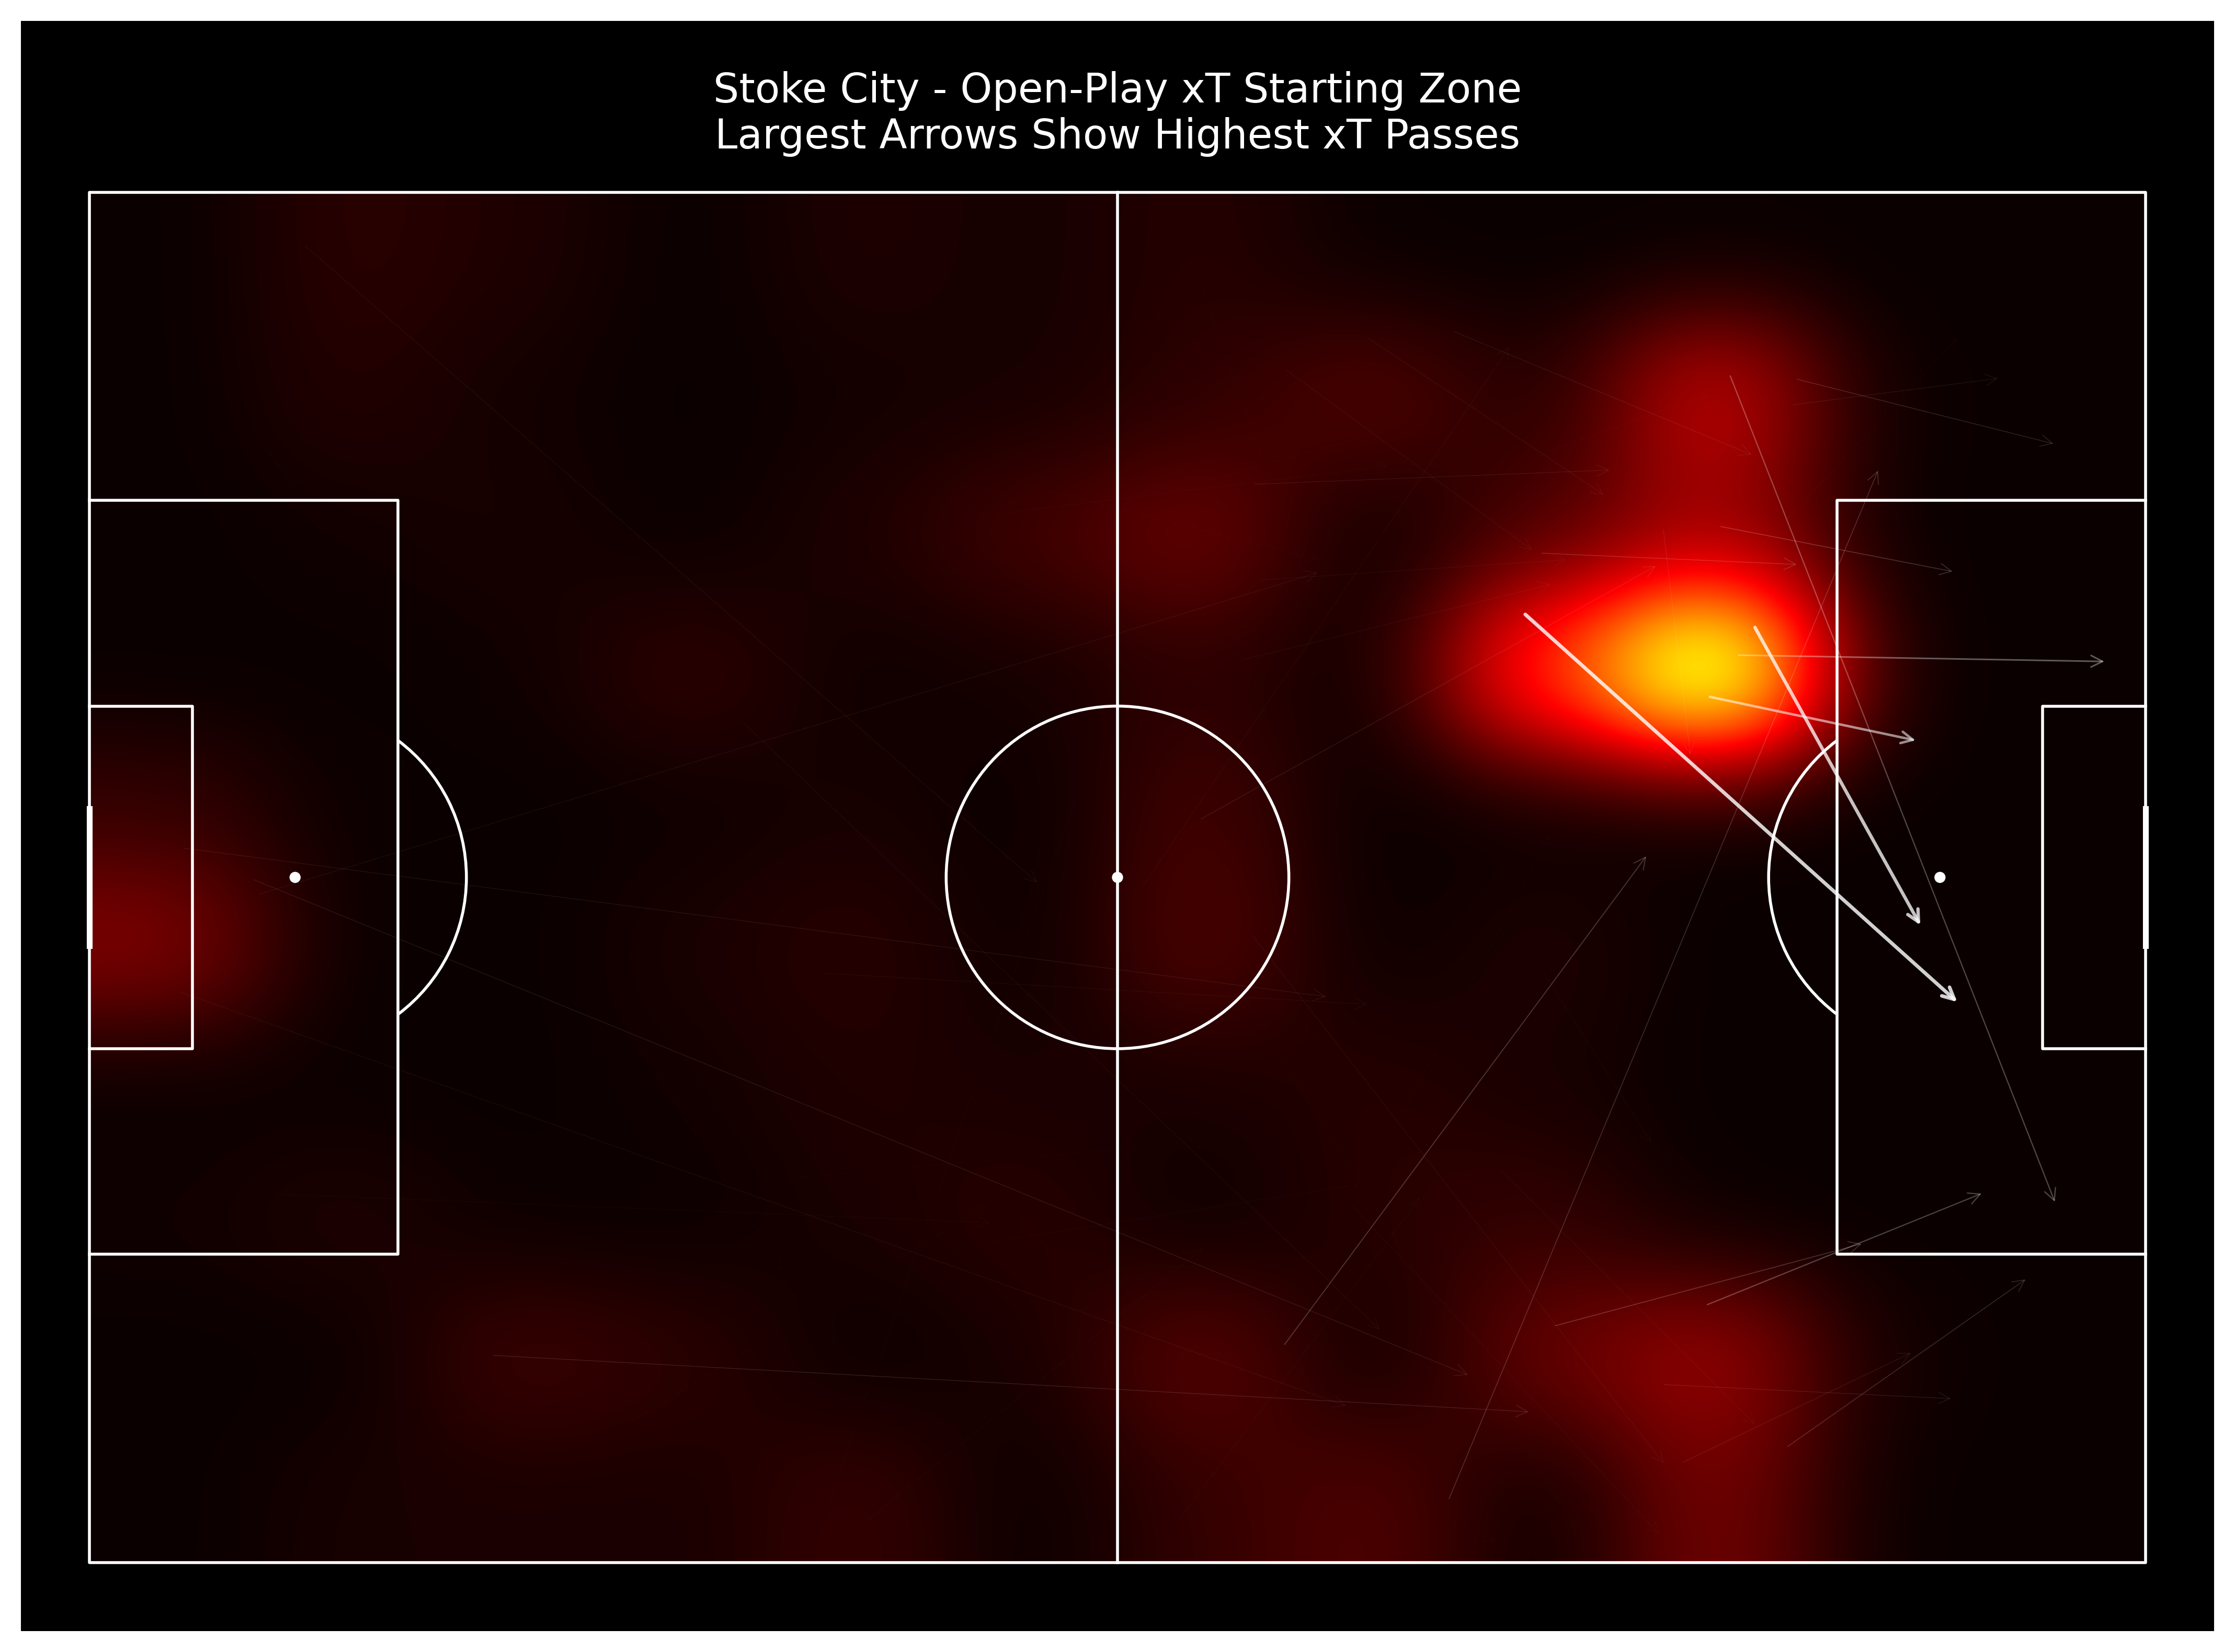 Stoke City - Open-Play xT Starting Zone
Largest Arrows Show Highest xT Passes